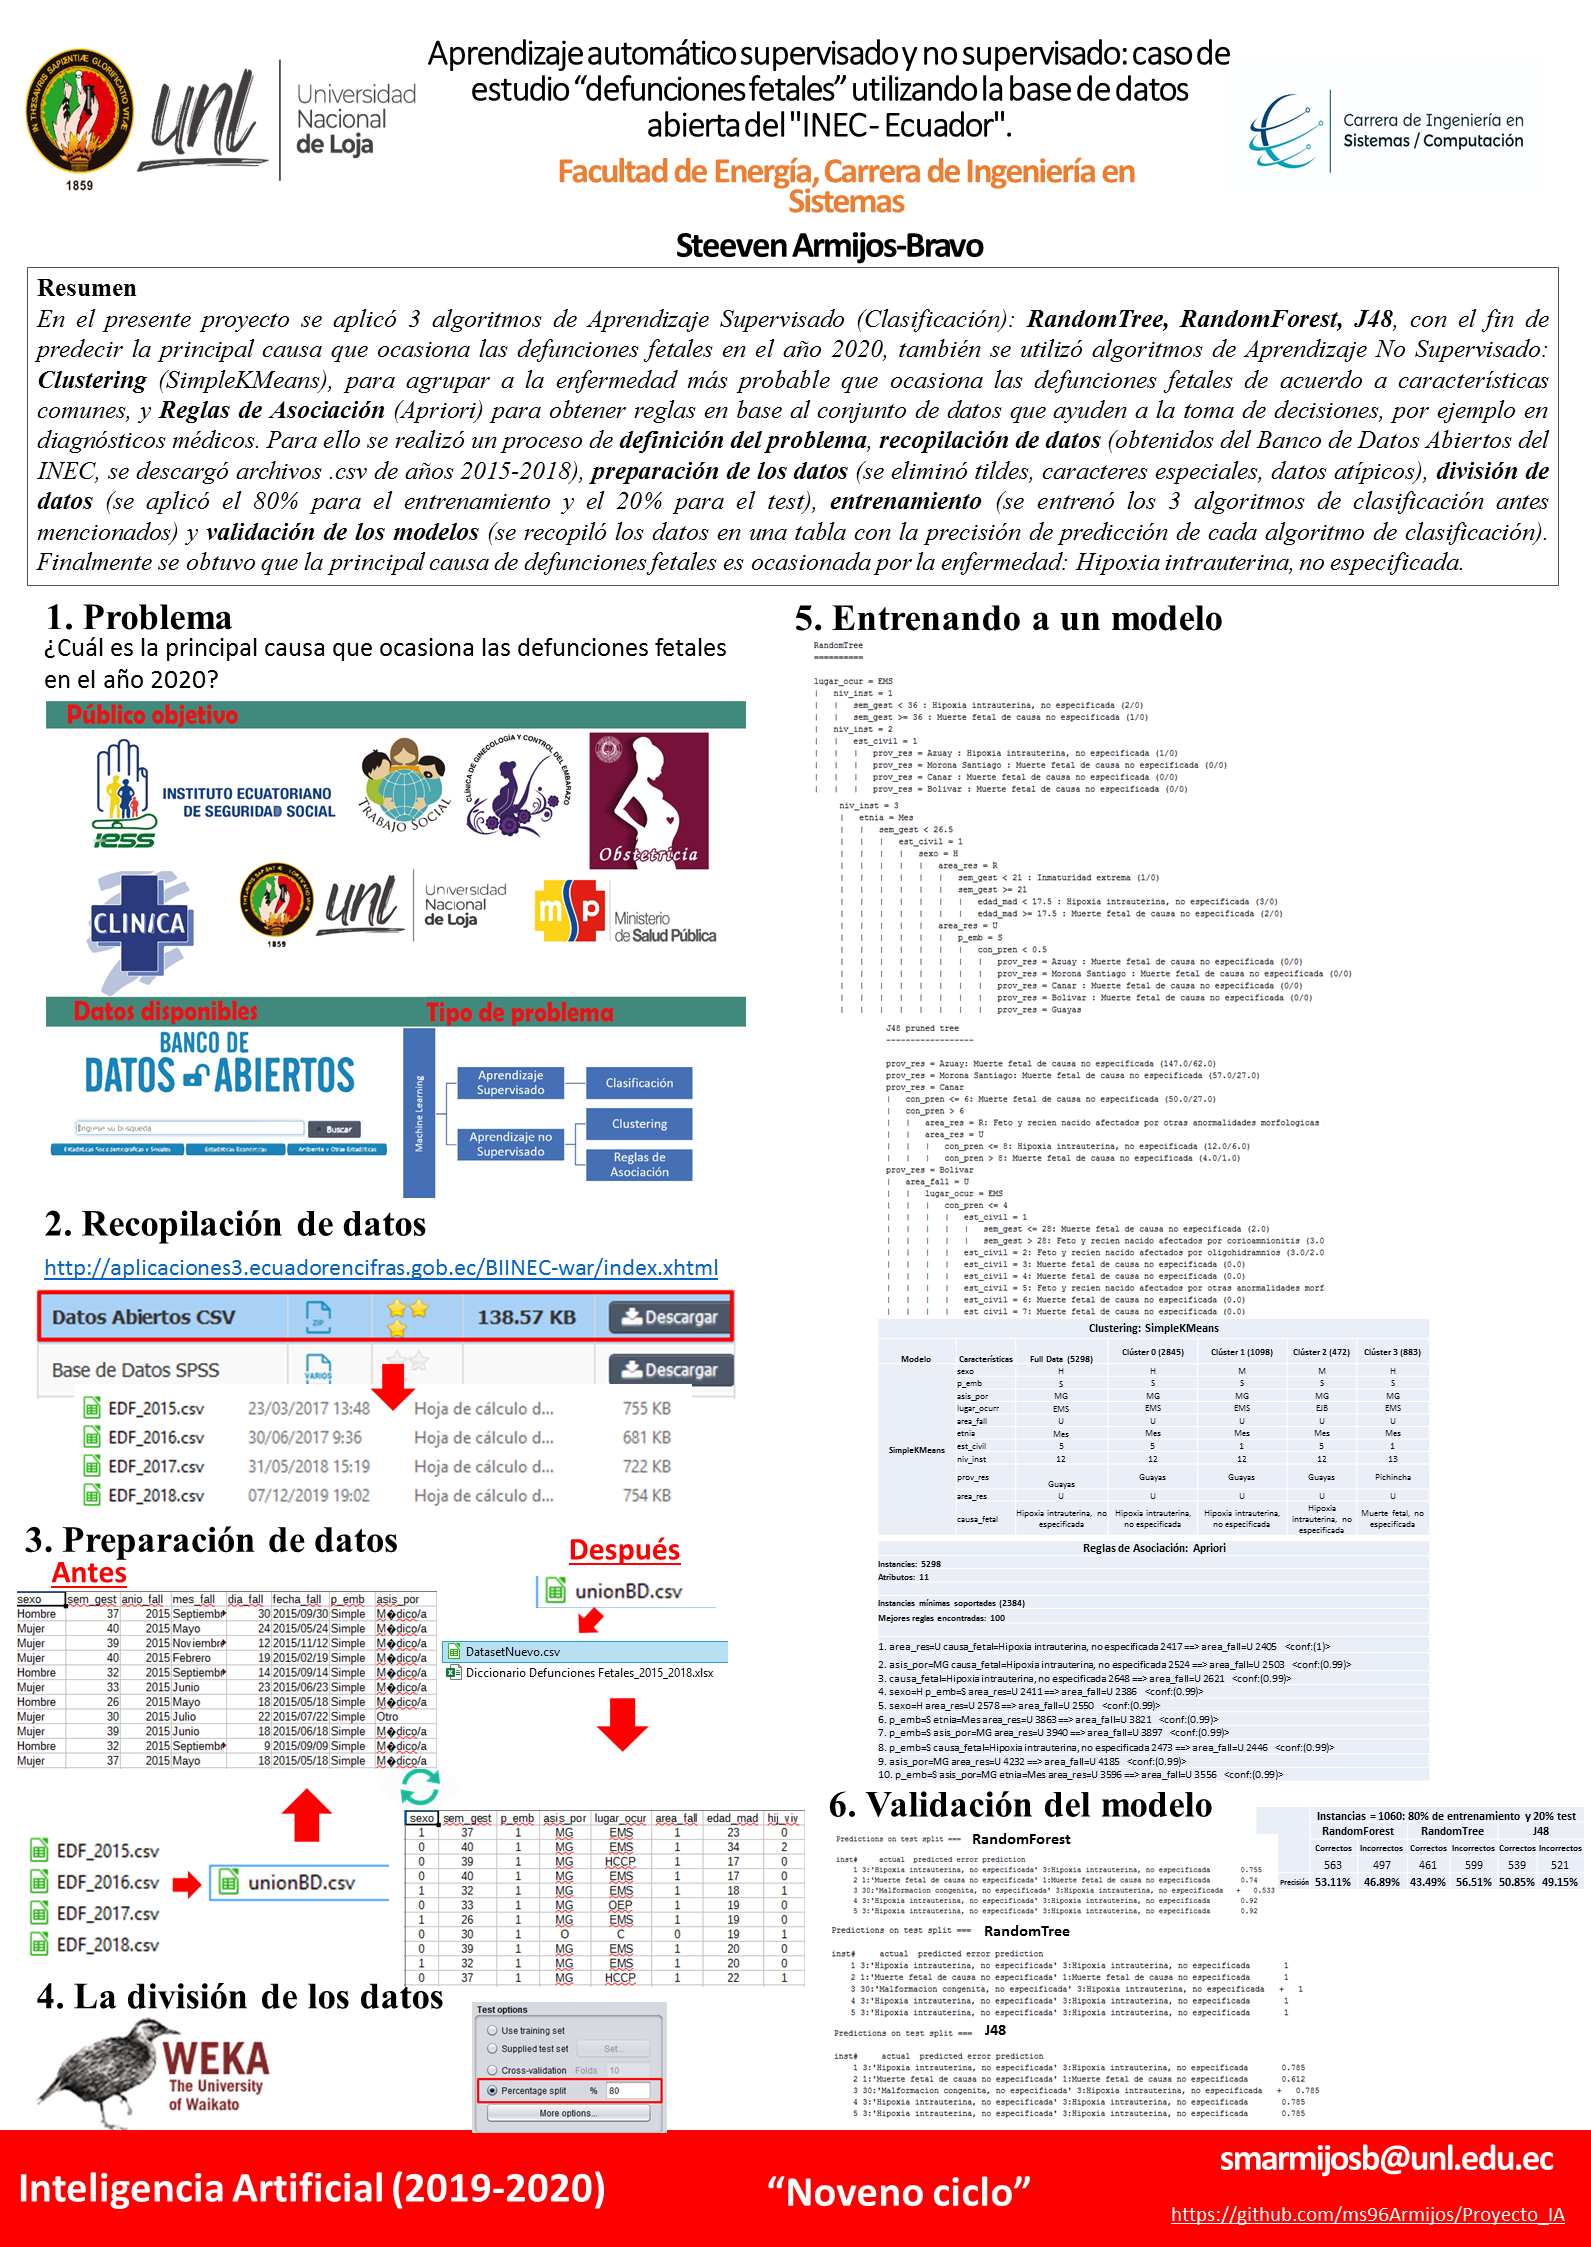 Aprendizaje automático supervisado y no supervisado: caso de
estudio “defunciones fetales” utilizando la base de datos
abierta del "INEC - Ecuador".
Facultad de Energía, Carrera de Ingeniería en
Sistemas
Steeven Armijos-Bravo
1859
unl
Universidad
Nacional
de Loja
Carrera de Ingeniería en
Sistemas / Computación
Resumen
En el presente proyecto se aplicó 3 algoritmos de Aprendizaje Supervisado (Clasificación): RandomTree, RandomForest, J48, con el fin de
predecir la principal causa que ocasiona las defunciones fetales en el año 2020, también se utilizó algoritmos de Aprendizaje No Supervisado:
Clustering (SimpleKMeans), para agrupar a la enfermedad más probable que ocasiona las defunciones fetales de acuerdo a características
comunes, y Reglas de Asociación (Apriori) para obtener reglas en base al conjunto de datos que ayuden a la toma de decisiones, por ejemplo en
diagnósticos médicos. Para ello se realizó un proceso de definición del problema, recopilación de datos (obtenidos del Banco de Datos Abiertos del
INEC, se descargó archivos .csv de años 2015-2018), preparación de los datos (se eliminó tildes, caracteres especiales, datos atípicos), división de
datos (se aplicó el 80% para el entrenamiento y el 20% para el test), entrenamiento (se entrenó los 3 algoritmos de clasificación antes
mencionados) y validación de los modelos (se recopiló los datos en una tabla con la precisión de predicción de cada algoritmo de clasificación).
Finalmente se obtuvo que la principal causa de defunciones fetales es ocasionada por la enfermedad: Hipoxia intrauterina, no especificada.
1. Problema
¿Cuál es la principal causa que ocasiona las defunciones fetales
en el año 2020?
Público objetivo
iess
INSTITUTO ECUATORIANO
DE SEGURIDAD SOCIAL
TRABAJO SOCIAL
CLÍNICA DE GINECOLOGÍA Y CONTROL DEL EMBARAZO
Obstetricia
CLINICA
1859
unl
Universidad
Nacional
de Loja
msp
Ministerio
de Salud Pública
Datos disponibles
Tipo de problema
BANCO DE
DATOS ABIERTOS
Ingrese su búsqueda
Buscar
Estadísticas Sociodemográficas y Sociales
Estadísticas Económicas
Ambiente y Otras Estadísticas
Machine Learning
Aprendizaje
Supervisado
Clasificación
Aprendizaje no
Supervisado
Clustering
Reglas de
Asociación
2. Recopilación de datos
http://aplicaciones3.ecuadorencifras.gob.ec/BIINEC-war/index.xhtml
Datos Abiertos CSV ZIP 138.57 KB Descargar
Base de Datos SPSS VARIOS Descargar
EDF_2015.csv 23/03/2017 13:48 Hoja de cálculo d... 755 KB
EDF_2016.csv 30/06/2017 9:36 Hoja de cálculo d... 681 KB
EDF_2017.csv 31/05/2018 15:19 Hoja de cálculo d... 722 KB
EDF_2018.csv 07/12/2019 19:02 Hoja de cálculo d... 754 KB
3. Preparación de datos
Antes
sexo sem_gest anio_fall mes_fall dia_fall fecha_fall p_emb asis_por
Hombre 37 2015 Septiembr 30 2015/09/30 Simple M�dico/a
Mujer 40 2015 Mayo 24 2015/05/24 Simple M�dico/a
Mujer 39 2015 Noviembre 12 2015/11/12 Simple M�dico/a
Mujer 40 2015 Febrero 19 2015/02/19 Simple M�dico/a
Hombre 32 2015 Septiembr 14 2015/09/14 Simple M�dico/a
Mujer 33 2015 Junio 23 2015/06/23 Simple M�dico/a
Hombre 26 2015 Mayo 18 2015/05/18 Simple M�dico/a
Mujer 30 2015 Julio 22 2015/07/22 Simple Otro
Mujer 39 2015 Junio 18 2015/06/18 Simple M�dico/a
Hombre 32 2015 Septiembr 9 2015/09/09 Simple M�dico/a
Mujer 37 2015 Mayo 18 2015/05/18 Simple M�dico/a
Después
unionBD.csv
DatasetNuevo.csv
Diccionario Defunciones Fetales_2015_2018.xlsx
EDF_2015.csv
EDF_2016.csv
EDF_2017.csv
EDF_2018.csv
unionBD.csv
sexo sem_gest p_emb asis_por lugar_ocur area_fall edad_mad hij_viv
1 37 1 MG EMS 1 23 0
0 40 1 MG EMS 1 34 2
0 39 1 MG HCCP 1 17 0
0 40 1 MG EMS 1 17 0
1 32 1 MG EMS 1 18 1
0 33 1 MG OEP 1 19 0
1 26 1 MG EMS 1 19 0
0 30 1 O C 0 19 1
0 39 1 MG EMS 1 20 0
1 32 1 MG EMS 1 20 0
0 37 1 MG HCCP 1 22 1
4. La división de los datos
WEKA
The University
of Waikato
Test options
Use training set
Supplied test set Set...
Cross-validation Folds 10
Percentage split % 80
More options...
5. Entrenando a un modelo
RandomTree
==========
lugar_ocur = EMS
| niv_inst = 1
| | sem_gest < 36 : Hipoxia intrauterina, no especificada (2/0)
| | sem_gest >= 36 : Muerte fetal de causa no especificada (1/0)
| niv_inst = 2
| | est_civil = 1
| | | prov_res = Azuay : Hipoxia intrauterina, no especificada (1/0)
| | | prov_res = Morona Santiago : Muerte fetal de causa no especificada (0/0)
| | | prov_res = Canar : Muerte fetal de causa no especificada (0/0)
| | | prov_res = Bolivar : Muerte fetal de causa no especificada (0/0)
niv_inst = 3
| etnia = Mes
| | sem_gest < 26.5
| | | est_civil = 1
| | | | sexo = H
| | | | | area_res = R
| | | | | | sem_gest < 21 : Inmaturidad extrema (1/0)
| | | | | | sem_gest >= 21
| | | | | | | edad_mad < 17.5 : Hipoxia intrauterina, no especificada (3/0)
| | | | | | | edad_mad >= 17.5 : Muerte fetal de causa no especificada (2/0)
| | | | | area_res = U
| | | | | | p_emb = S
| | | | | | | con_pren < 0.5
| | | | | | | | prov_res = Azuay : Muerte fetal de causa no especificada (0/0)
| | | | | | | | prov_res = Morona Santiago : Muerte fetal de causa no especificada (0/0)
| | | | | | | | prov_res = Canar : Muerte fetal de causa no especificada (0/0)
| | | | | | | | prov_res = Bolivar : Muerte fetal de causa no especificada (0/0)
| | | | | | | | prov_res = Guayas
J48 pruned tree
------------------
prov_res = Azuay: Muerte fetal de causa no especificada (147.0/62.0)
prov_res = Morona Santiago: Muerte fetal de causa no especificada (57.0/27.0)
prov_res = Canar
| con_pren <= 6: Muerte fetal de causa no especificada (50.0/27.0)
| con_pren > 6
| | area_res = R: Feto y recien nacido afectados por otras anormalidades morfologicas
| | area_res = U
| | | con_pren <= 8: Hipoxia intrauterina, no especificada (12.0/6.0)
| | | con_pren > 8: Muerte fetal de causa no especificada (4.0/1.0)
prov_res = Bolivar
| area_fall = U
| | lugar_ocur = EMS
| | | con_pren <= 4
| | | | est_civil = 1
| | | | | sem_gest <= 28: Muerte fetal de causa no especificada (2.0)
| | | | | sem_gest > 28: Feto y recien nacido afectados por corioamnionitis (3.0
| | | | est_civil = 2: Feto y recien nacido afectados por oligohidramnios (3.0/2.0
| | | | est_civil = 3: Muerte fetal de causa no especificada (0.0)
| | | | est_civil = 4: Muerte fetal de causa no especificada (0.0)
| | | | est_civil = 5: Feto y recien nacido afectados por otras anormalidades morf
| | | | est_civil = 6: Muerte fetal de causa no especificada (0.0)
| | | | est_civil = 7: Muerte fetal de causa no especificada (0.0)
Clustering: SimpleKMeans
Modelo Características Full Data (5298) Clúster 0 (2845) Clúster 1 (1098) Clúster 2 (472) Clúster 3 (883)
SimpleKMeans
sexo H H M M H
p_emb S S S S S
asis_por MG MG MG MG MG
lugar_ocurr EMS EMS EMS EJB EMS
area_fall U U U U U
etnia Mes Mes Mes Mes Mes
est_civil 5 5 1 5 1
niv_inst 12 12 12 12 13
prov_res Guayas Guayas Guayas Guayas Pichincha
area_res U U U U U
causa_fetal Hipoxia intrauterina, no especificada Hipoxia intrauterina, no especificada Hipoxia intrauterina, no especificada Hipoxia intrauterina, no especificada Muerte fetal, no especificada
Reglas de Asociación: Apriori
Instancias: 5298
Atributos: 11
Instancias mínimas soportadas (2384)
Mejores reglas encontradas: 100
1. area_res=U causa_fetal=Hipoxia intrauterina, no especificada 2417 ==> area_fall=U 2405 <conf:(1)>
2. asis_por=MG causa_fetal=Hipoxia intrauterina, no especificada 2524 ==> area_fall=U 2503 <conf:(0.99)>
3. causa_fetal=Hipoxia intrauterina, no especificada 2648 ==> area_fall=U 2621 <conf:(0.99)>
4. sexo=H p_emb=S area_res=U 2411 ==> area_fall=U 2386 <conf:(0.99)>
5. sexo=H area_res=U 2578 ==> area_fall=U 2550 <conf:(0.99)>
6. p_emb=S etnia=Mes area_res=U 3863 ==> area_fall=U 3821 <conf:(0.99)>
7. p_emb=S asis_por=MG area_res=U 3940 ==> area_fall=U 3897 <conf:(0.99)>
8. p_emb=S causa_fetal=Hipoxia intrauterina, no especificada 2473 ==> area_fall=U 2446 <conf:(0.99)>
9. asis_por=MG area_res=U 4232 ==> area_fall=U 4185 <conf:(0.99)>
10. p_emb=S asis_por=MG etnia=Mes area_res=U 3596 ==> area_fall=U 3556 <conf:(0.99)>
6. Validación del modelo
Instancias = 1060: 80% de entrenamiento y 20% test
RandomForest RandomTree J48
Correctos Incorrectos Correctos Incorrectos Correctos Incorrectos
563 497 461 599 539 521
Precisión 53.11% 46.89% 43.49% 56.51% 50.85% 49.15%
Predictions on test split === RandomForest
inst# actual predicted error prediction
1 3:'Hipoxia intrauterina, no especificada' 3:Hipoxia intrauterina, no especificada 0.755
2 1:'Muerte fetal de causa no especificada' 1:Muerte fetal de causa no especificada 0.74
3 30:'Malformacion congenita, no especificada' 3:Hipoxia intrauterina, no especificada + 0.533
4 3:'Hipoxia intrauterina, no especificada' 3:Hipoxia intrauterina, no especificada 0.92
5 3:'Hipoxia intrauterina, no especificada' 3:Hipoxia intrauterina, no especificada 0.92
Predictions on test split === RandomTree
inst# actual predicted error prediction
1 3:'Hipoxia intrauterina, no especificada' 3:Hipoxia intrauterina, no especificada 1
2 1:'Muerte fetal de causa no especificada' 1:Muerte fetal de causa no especificada 1
3 30:'Malformacion congenita, no especificada' 3:Hipoxia intrauterina, no especificada + 1
4 3:'Hipoxia intrauterina, no especificada' 3:Hipoxia intrauterina, no especificada 1
5 3:'Hipoxia intrauterina, no especificada' 3:Hipoxia intrauterina, no especificada 1
Predictions on test split === J48
inst# actual predicted error prediction
1 3:'Hipoxia intrauterina, no especificada' 3:Hipoxia intrauterina, no especificada 0.785
2 1:'Muerte fetal de causa no especificada' 1:Muerte fetal de causa no especificada 0.612
3 30:'Malformacion congenita, no especificada' 3:Hipoxia intrauterina, no especificada + 0.785
4 3:'Hipoxia intrauterina, no especificada' 3:Hipoxia intrauterina, no especificada 0.785
5 3:'Hipoxia intrauterina, no especificada' 3:Hipoxia intrauterina, no especificada 0.785
Inteligencia Artificial (2019-2020)
“Noveno ciclo”
smarmijosb@unl.edu.ec
https://github.com/ms96Armijos/Proyecto_IA